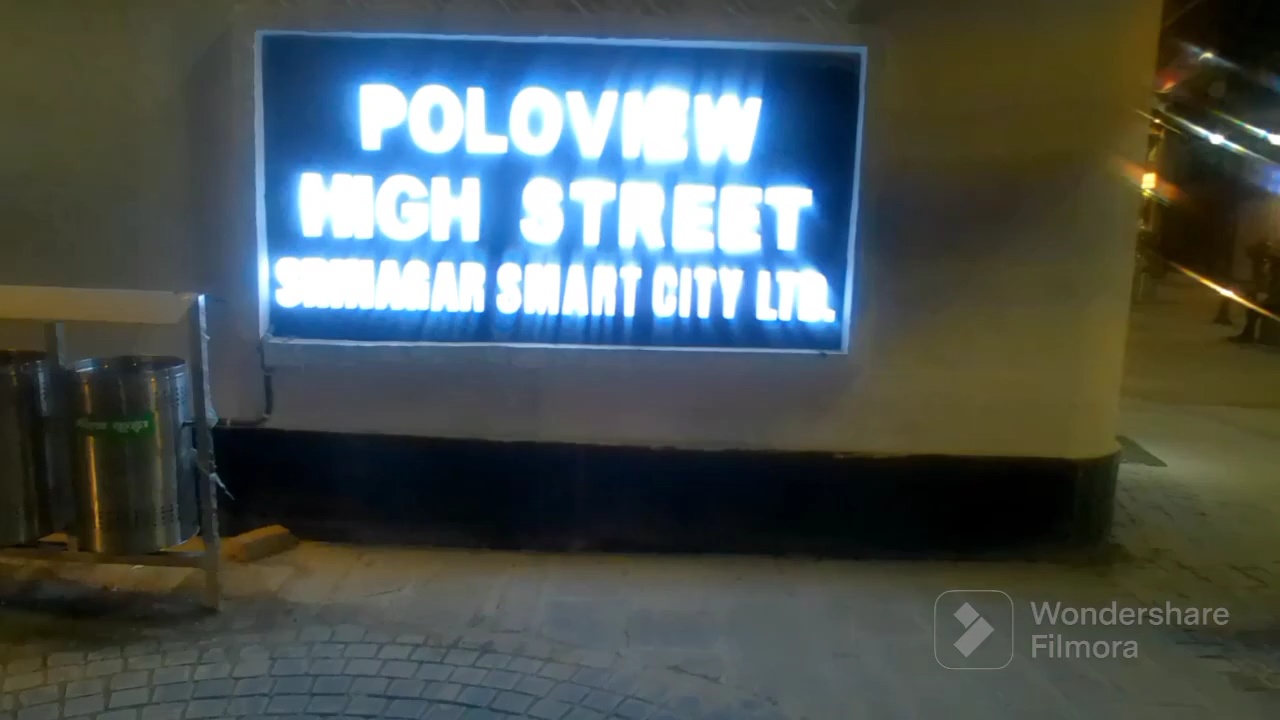 POLOVIEW
HIGH STREET
SRINAGAR SMART CITY LTD.
Wondershare
Filmora